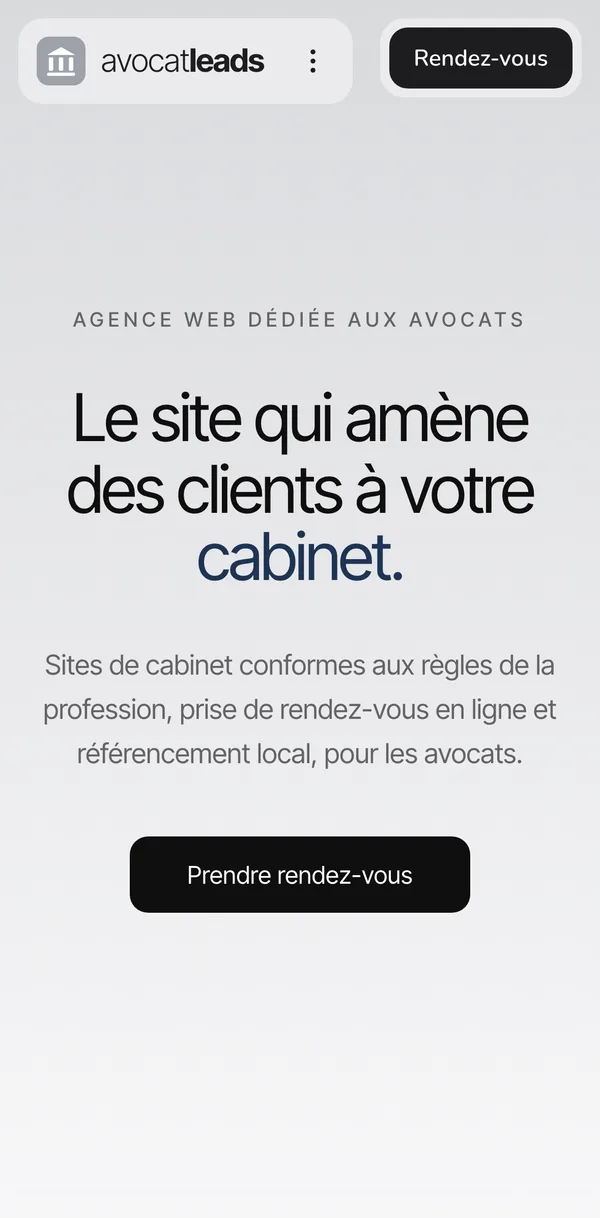 avocatleads
Rendez-vous
AGENCE WEB DÉDIÉE AUX AVOCATS
Le site qui amène
des clients à votre
cabinet.
Sites de cabinet conformes aux règles de la
profession, prise de rendez-vous en ligne et
référencement local, pour les avocats.
Prendre rendez-vous